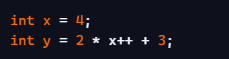 int x = 4;
int y = 2 * x++ + 3;